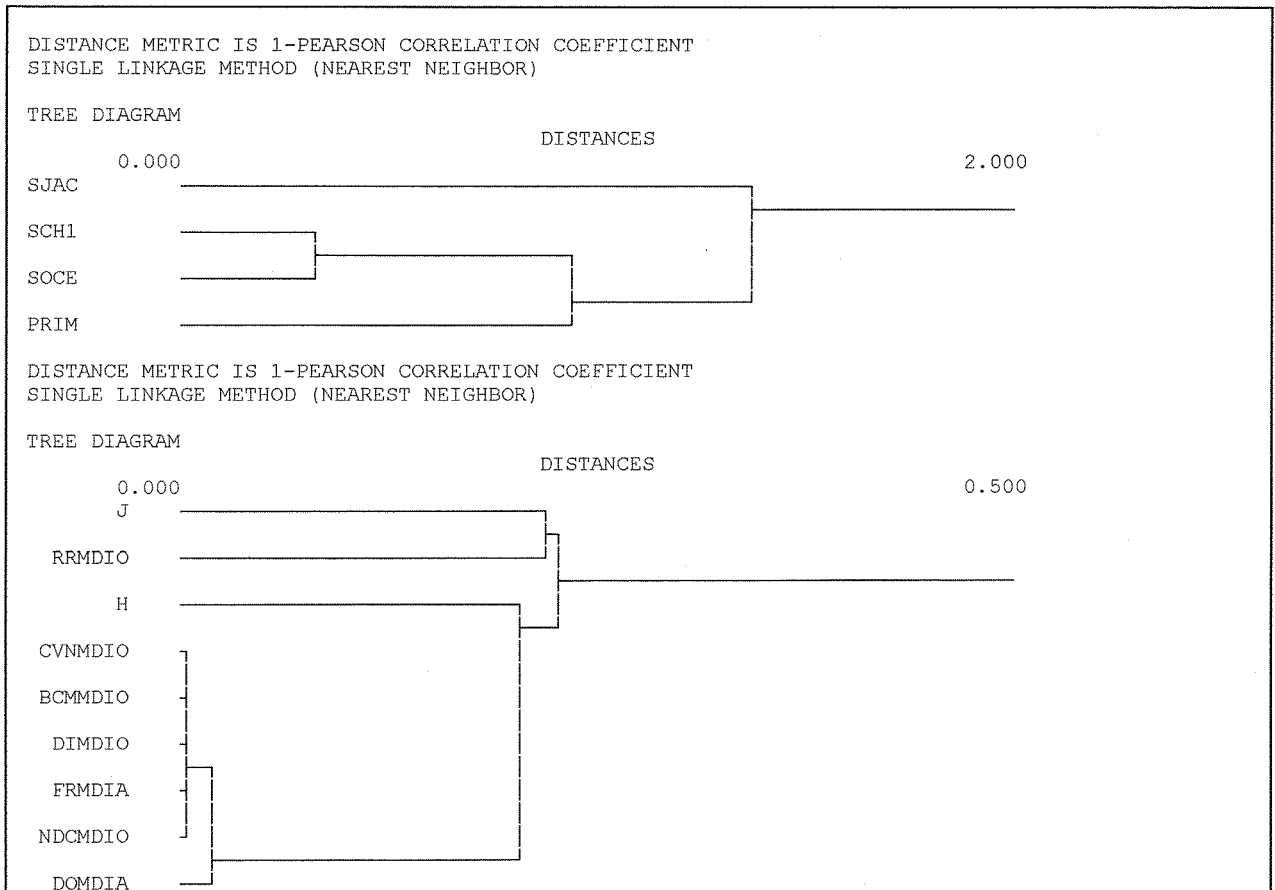 DISTANCE METRIC IS 1-PEARSON CORRELATION COEFFICIENT
SINGLE LINKAGE METHOD (NEAREST NEIGHBOR)
TREE DIAGRAM
DISTANCES
0.000 2.000
SJAC
SCH1
SOCE
PRIM
DISTANCE METRIC IS 1-PEARSON CORRELATION COEFFICIENT
SINGLE LINKAGE METHOD (NEAREST NEIGHBOR)
TREE DIAGRAM
DISTANCES
0.000 0.500
J
RRMDIO
H
CVNMDIO
BCMMDIO
DIMDIO
FRMDIA
NDCMDIO
DOMDIA